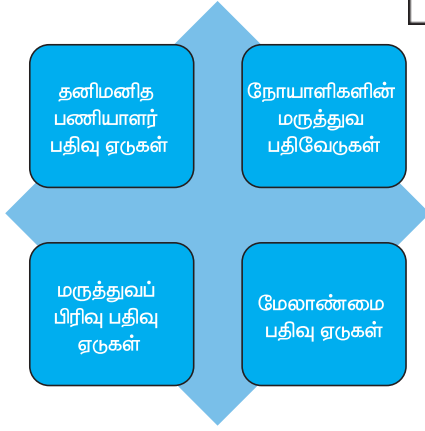 தனிமனித
பணியாளர்
பதிவு ஏடுகள்
நோயாளிகளின்
மருத்துவ
பதிவேடுகள்
மருத்துவப்
பிரிவு பதிவு
ஏடுகள்
மேலாண்மை
பதிவு ஏடுகள்